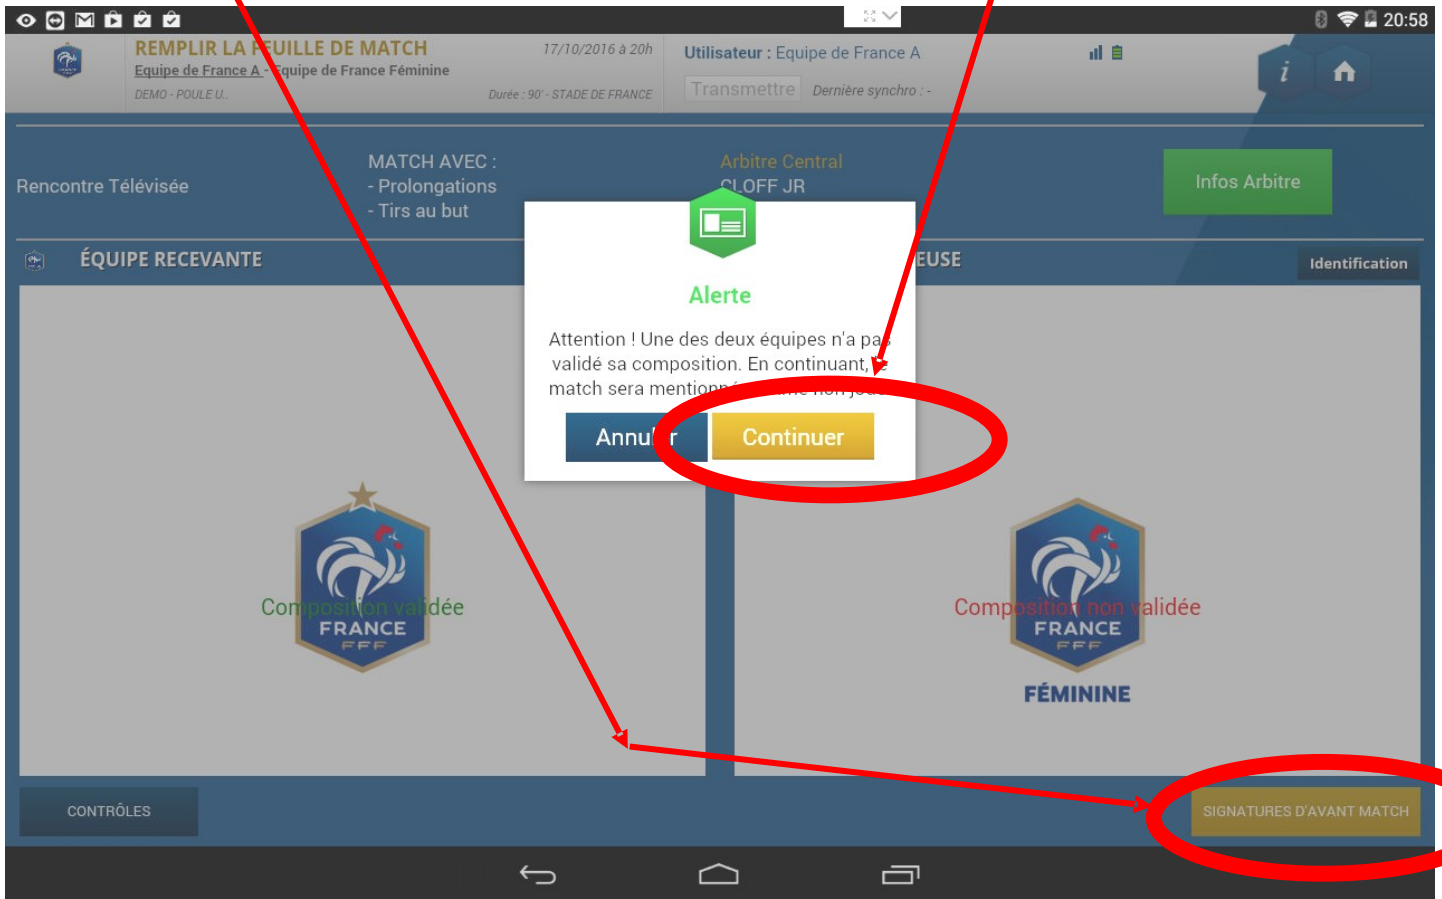 20:58
REMPLIR LA FEUILLE DE MATCH
17/10/2016 à 20h
Equipe de France A - Equipe de France Féminine
DEMO - POULE U..
Durée : 90' - STADE DE FRANCE
Utilisateur : Equipe de France A
Transmettre Dernière synchro : -
i
Rencontre Télévisée
MATCH AVEC :
- Prolongations
- Tirs au but
Arbitre Central
CLOFF JR
Infos Arbitre
ÉQUIPE RECEVANTE
EUSE
Identification
Alerte
Attention ! Une des deux équipes n'a pas
validé sa composition. En continuant, le
match sera mentionné comme non joué.
Annuler
Continuer
Composition validée
FRANCE
FFF
Composition non validée
FRANCE
FFF
FÉMININE
CONTRÔLES
SIGNATURES D'AVANT MATCH